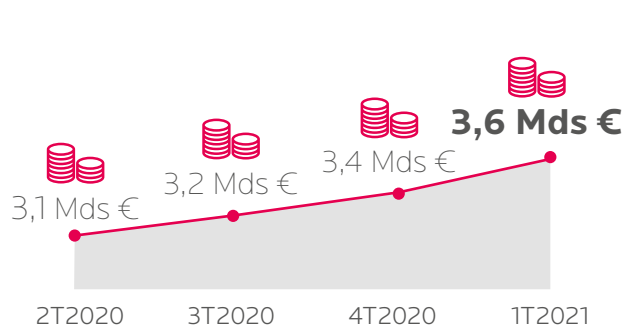 3,6 Mds €
3,4 Mds €
3,2 Mds €
3,1 Mds €
2T2020 3T2020 4T2020 1T2021